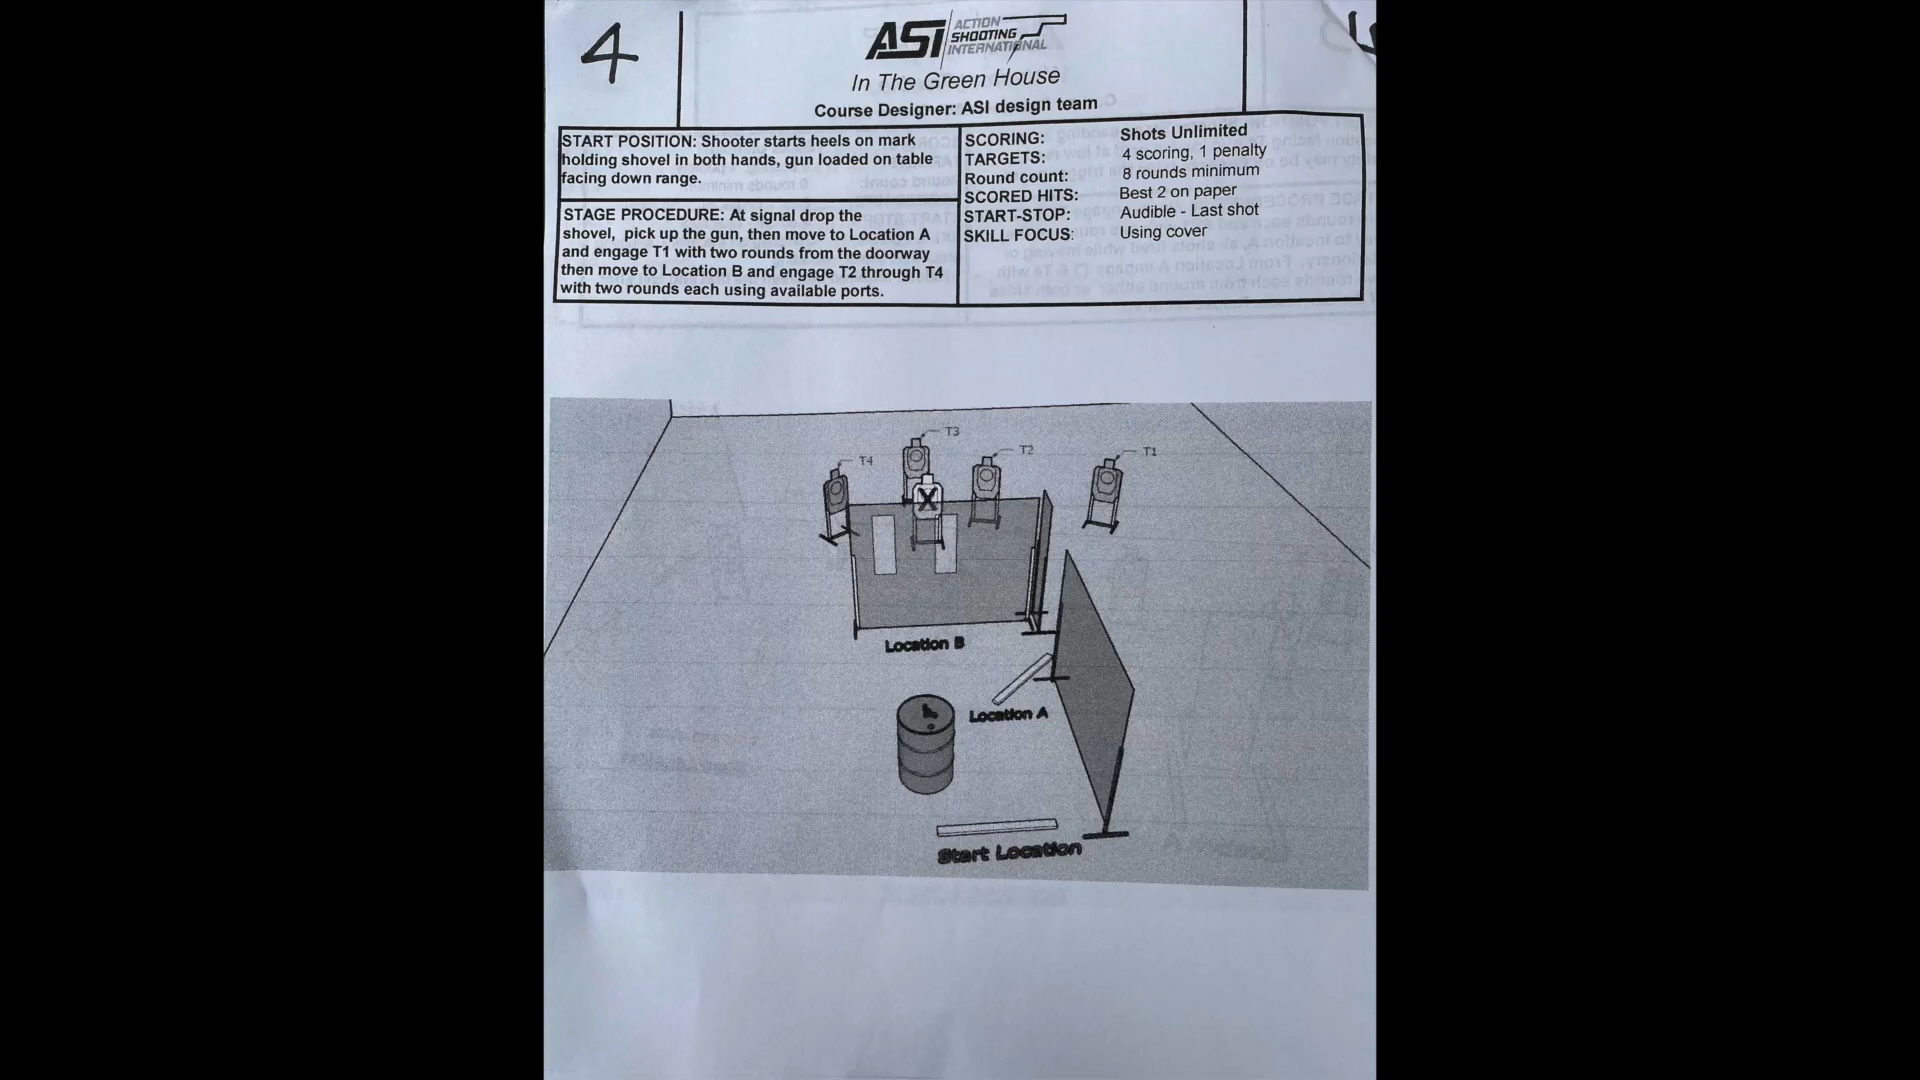 4
ASI ACTION
SHOOTING
INTERNATIONAL
In The Green House
Course Designer: ASI design team
START POSITION: Shooter starts heels on mark
holding shovel in both hands, gun loaded on table
facing down range.
STAGE PROCEDURE: At signal drop the
shovel, pick up the gun, then move to Location A
and engage T1 with two rounds from the doorway
then move to Location B and engage T2 through T4
with two rounds each using available ports.
SCORING: Shots Unlimited
TARGETS: 4 scoring, 1 penalty
Round count: 8 rounds minimum
SCORED HITS: Best 2 on paper
START-STOP: Audible - Last shot
SKILL FOCUS: Using cover
T3
T2
T1
T4
X
Location B
Location A
Start Location